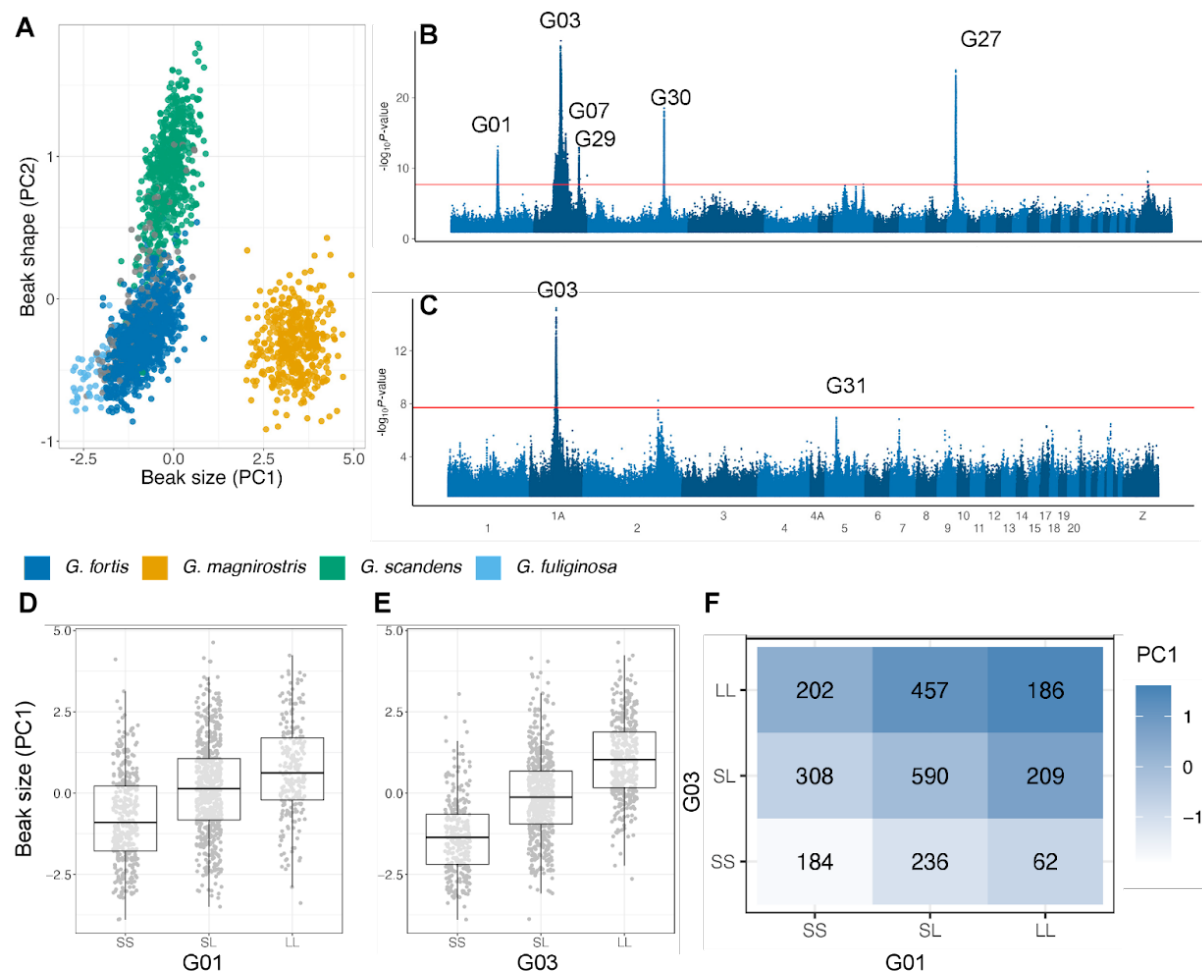 A
Beak shape (PC2)
1
0
-1
-2.5
0.0
2.5
5.0
Beak size (PC1)
B
G03
G27
G07
G30
G01
G29
-log10P-value
20
10
0
C
G03
G31
-log10P-value
12
8
4
1
1A
2
3
4
4A
5
6
7
8
9
10
11
12
13
14
15
17
18
19
20
Z
G. fortis
G. magnirostris
G. scandens
G. fuliginosa
D
Beak size (PC1)
5.0
2.5
0.0
−2.5
SS
SL
LL
G01
E
5.0
2.5
0.0
−2.5
SS
SL
LL
G03
F
G03
LL
202 457 186
SL
308 590 209
SS
184 236 62
SS
SL
LL
G01
PC1
1
0
−1